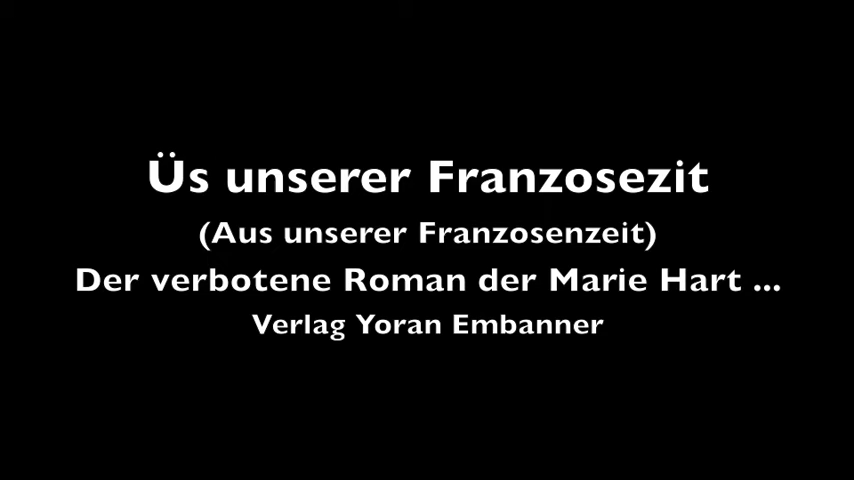 Üs unserer Franzosezit
(Aus unserer Franzosenzeit)
Der verbotene Roman der Marie Hart ...
Verlag Yoran Embanner